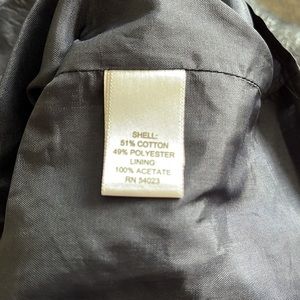 SHELL:
51% COTTON
49% POLYESTER
LINING
100% ACETATE
RN 54023